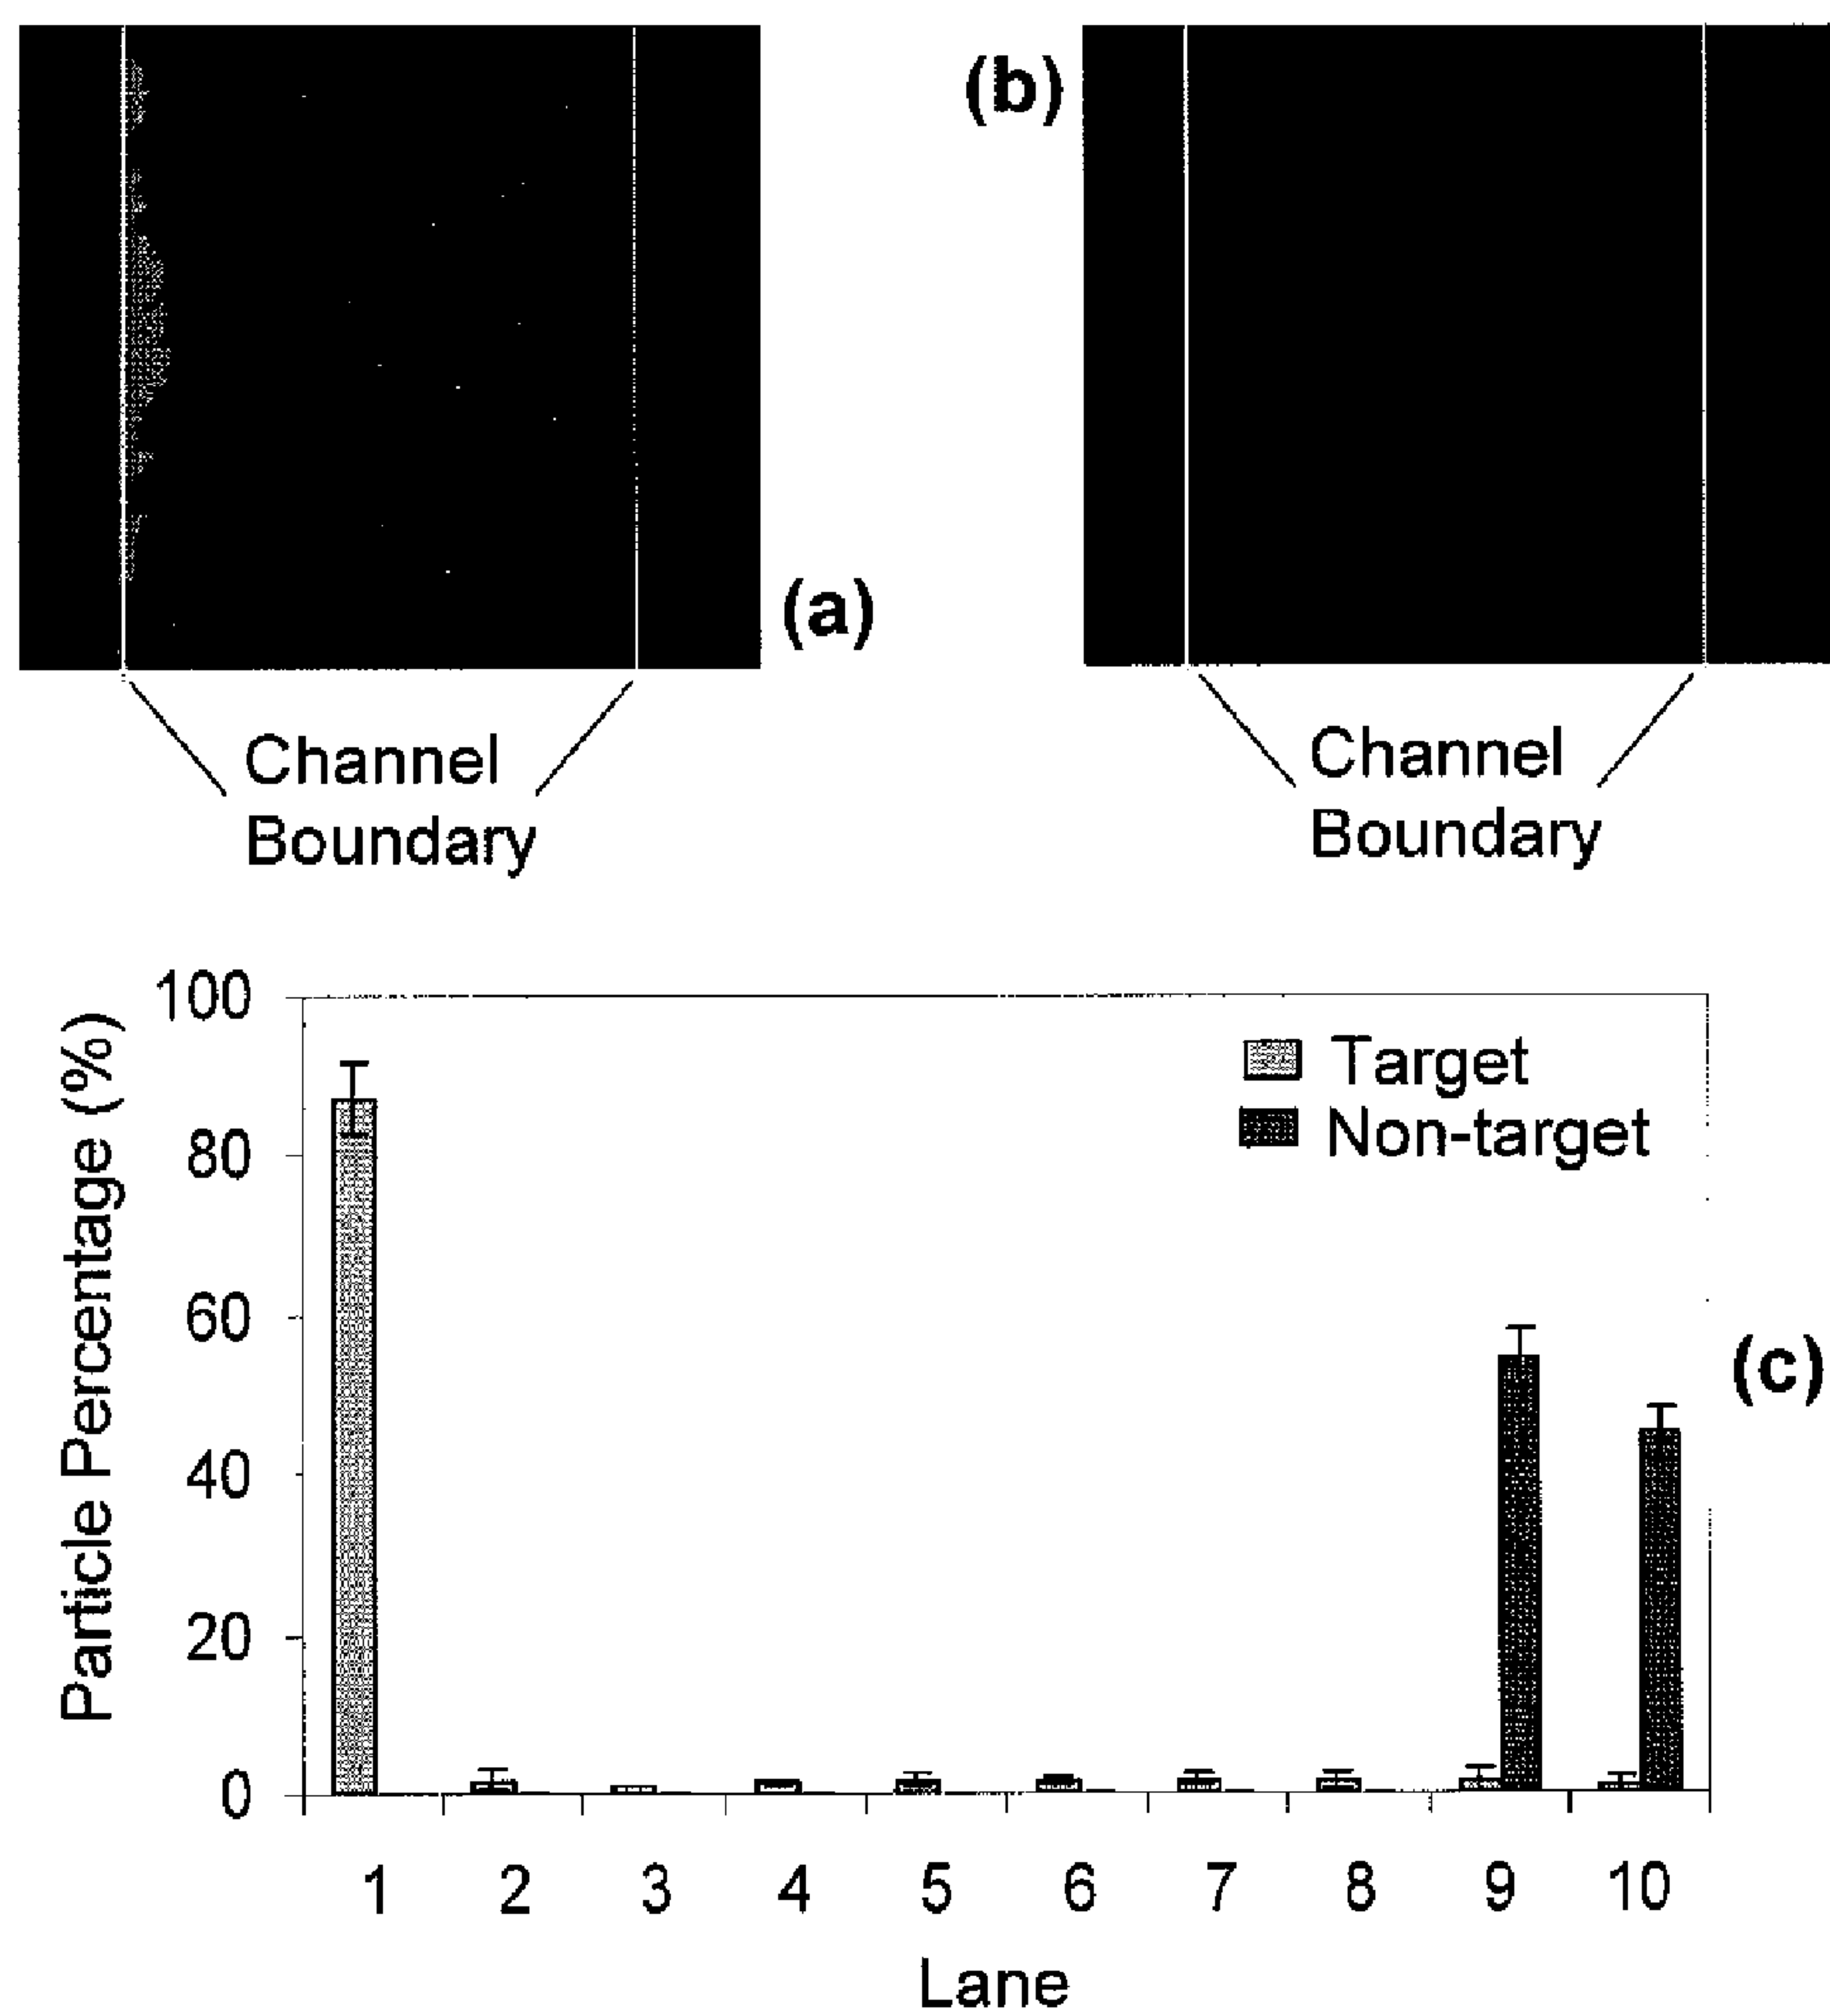 (b)
(a)
Channel
Boundary
Channel
Boundary
100
80
60
40
20
0
Particle Percentage (%)
Target
Non-target
(c)
1 2 3 4 5 6 7 8 9 10
Lane